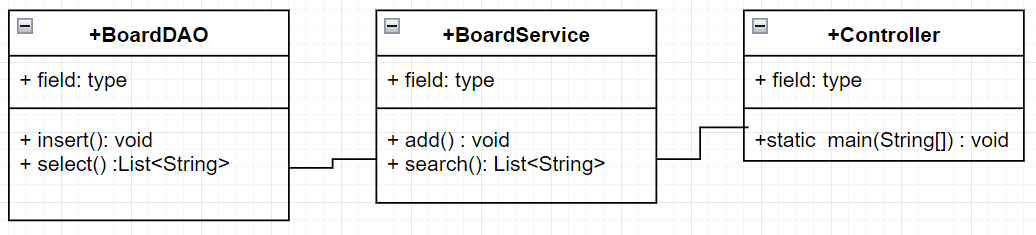 +BoardDAO
+ field: type
+ insert(): void
+ select() :List<String>
+BoardService
+ field: type
+ add() : void
+ search(): List<String>
+Controller
+ field: type
+static  main(String[]) : void